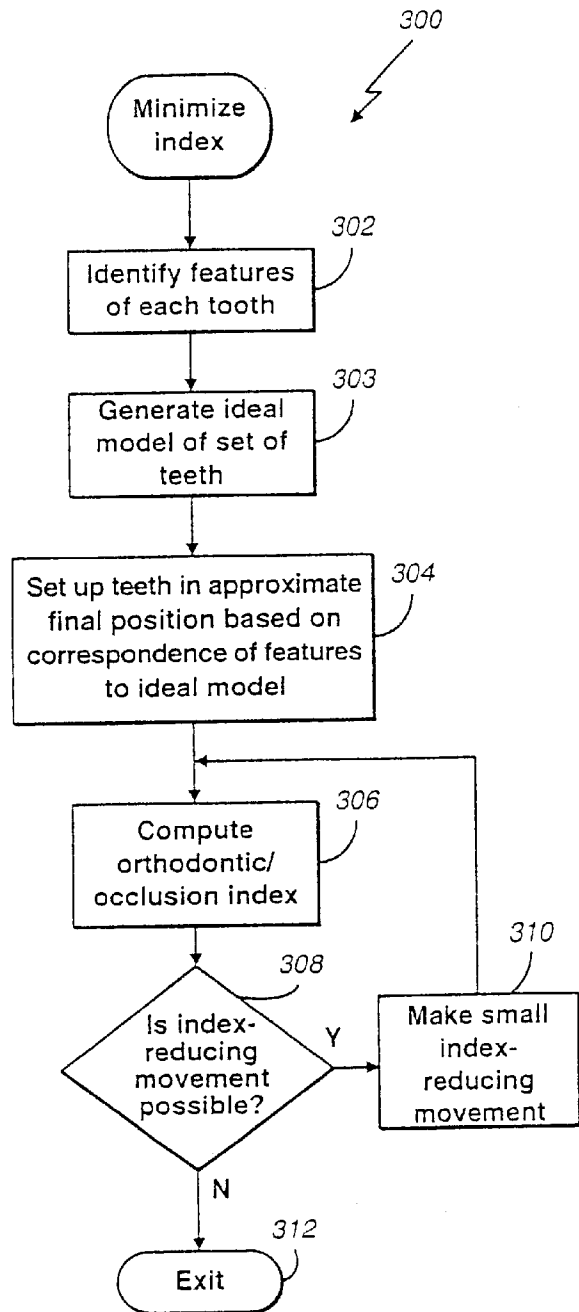 300
Minimize
index
302
Identify features
of each tooth
303
Generate ideal
model of set of
teeth
304
Set up teeth in approximate
final position based on
correspondence of features
to ideal model
306
Compute
orthodontic/
occlusion index
308
Is index-
reducing
movement
possible?
Y
310
Make small
index-
reducing
movement
N
312
Exit